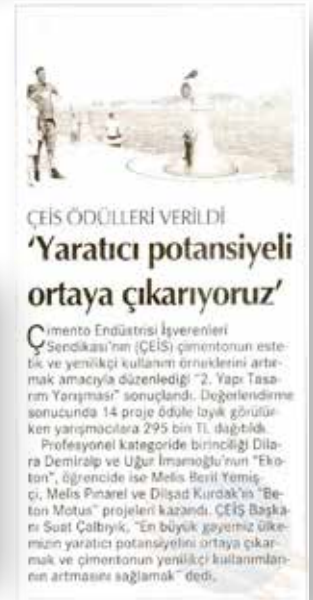 ÇEİS ÖDÜLLERİ VERİLDİ
‘Yaratıcı potansiyeli
ortaya çıkarıyoruz’
Çimento Endüstrisi İşverenleri
Sendikası'nın (ÇEİS) çimentonun este-
tik ve yenilikçi kullanım örneklerini artır-
mak amacıyla düzenlediği "2. Yapı Tasa-
rım Yarışması" sonuçlandı. Değerlendirme
sonucunda 14 proje ödüle layık görülür-
ken yarışmacılara 295 bin TL dağıtıldı.
Profesyonel kategoride birinciliği Dila-
ra Demiralp ve Uğur İmamoğlu'nun "Eko-
ton", öğrencide ise Melis Beril Yemiş-
çi, Melis Pınarel ve Dilşad Kurdak'ın "Be-
ton Motus" projeleri kazandı. ÇEİS Başka-
nı Suat Çalbıyık, "En büyük gayemiz ülke-
mizin yaratıcı potansiyelini ortaya çıkar-
mak ve çimentonun yenilikçi kullanımları-
nın artmasını sağlamak" dedi.